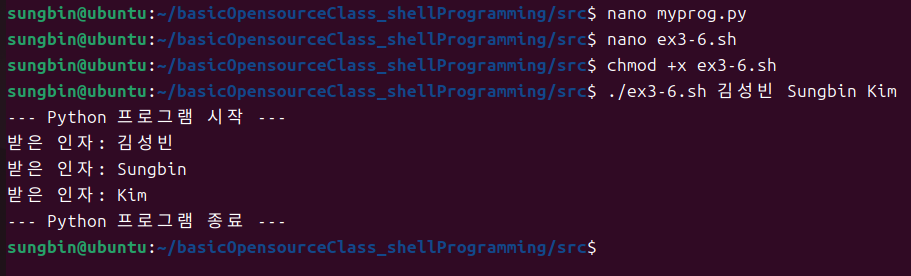 sungbin@ubuntu:~/basicOpensourceClass_shellProgramming/src$ nano myprog.py
sungbin@ubuntu:~/basicOpensourceClass_shellProgramming/src$ nano ex3-6.sh
sungbin@ubuntu:~/basicOpensourceClass_shellProgramming/src$ chmod +x ex3-6.sh
sungbin@ubuntu:~/basicOpensourceClass_shellProgramming/src$ ./ex3-6.sh 김성빈 Sungbin Kim
--- Python 프로그램 시작 ---
받은 인자: 김성빈
받은 인자: Sungbin
받은 인자: Kim
--- Python 프로그램 종료 ---
sungbin@ubuntu:~/basicOpensourceClass_shellProgramming/src$